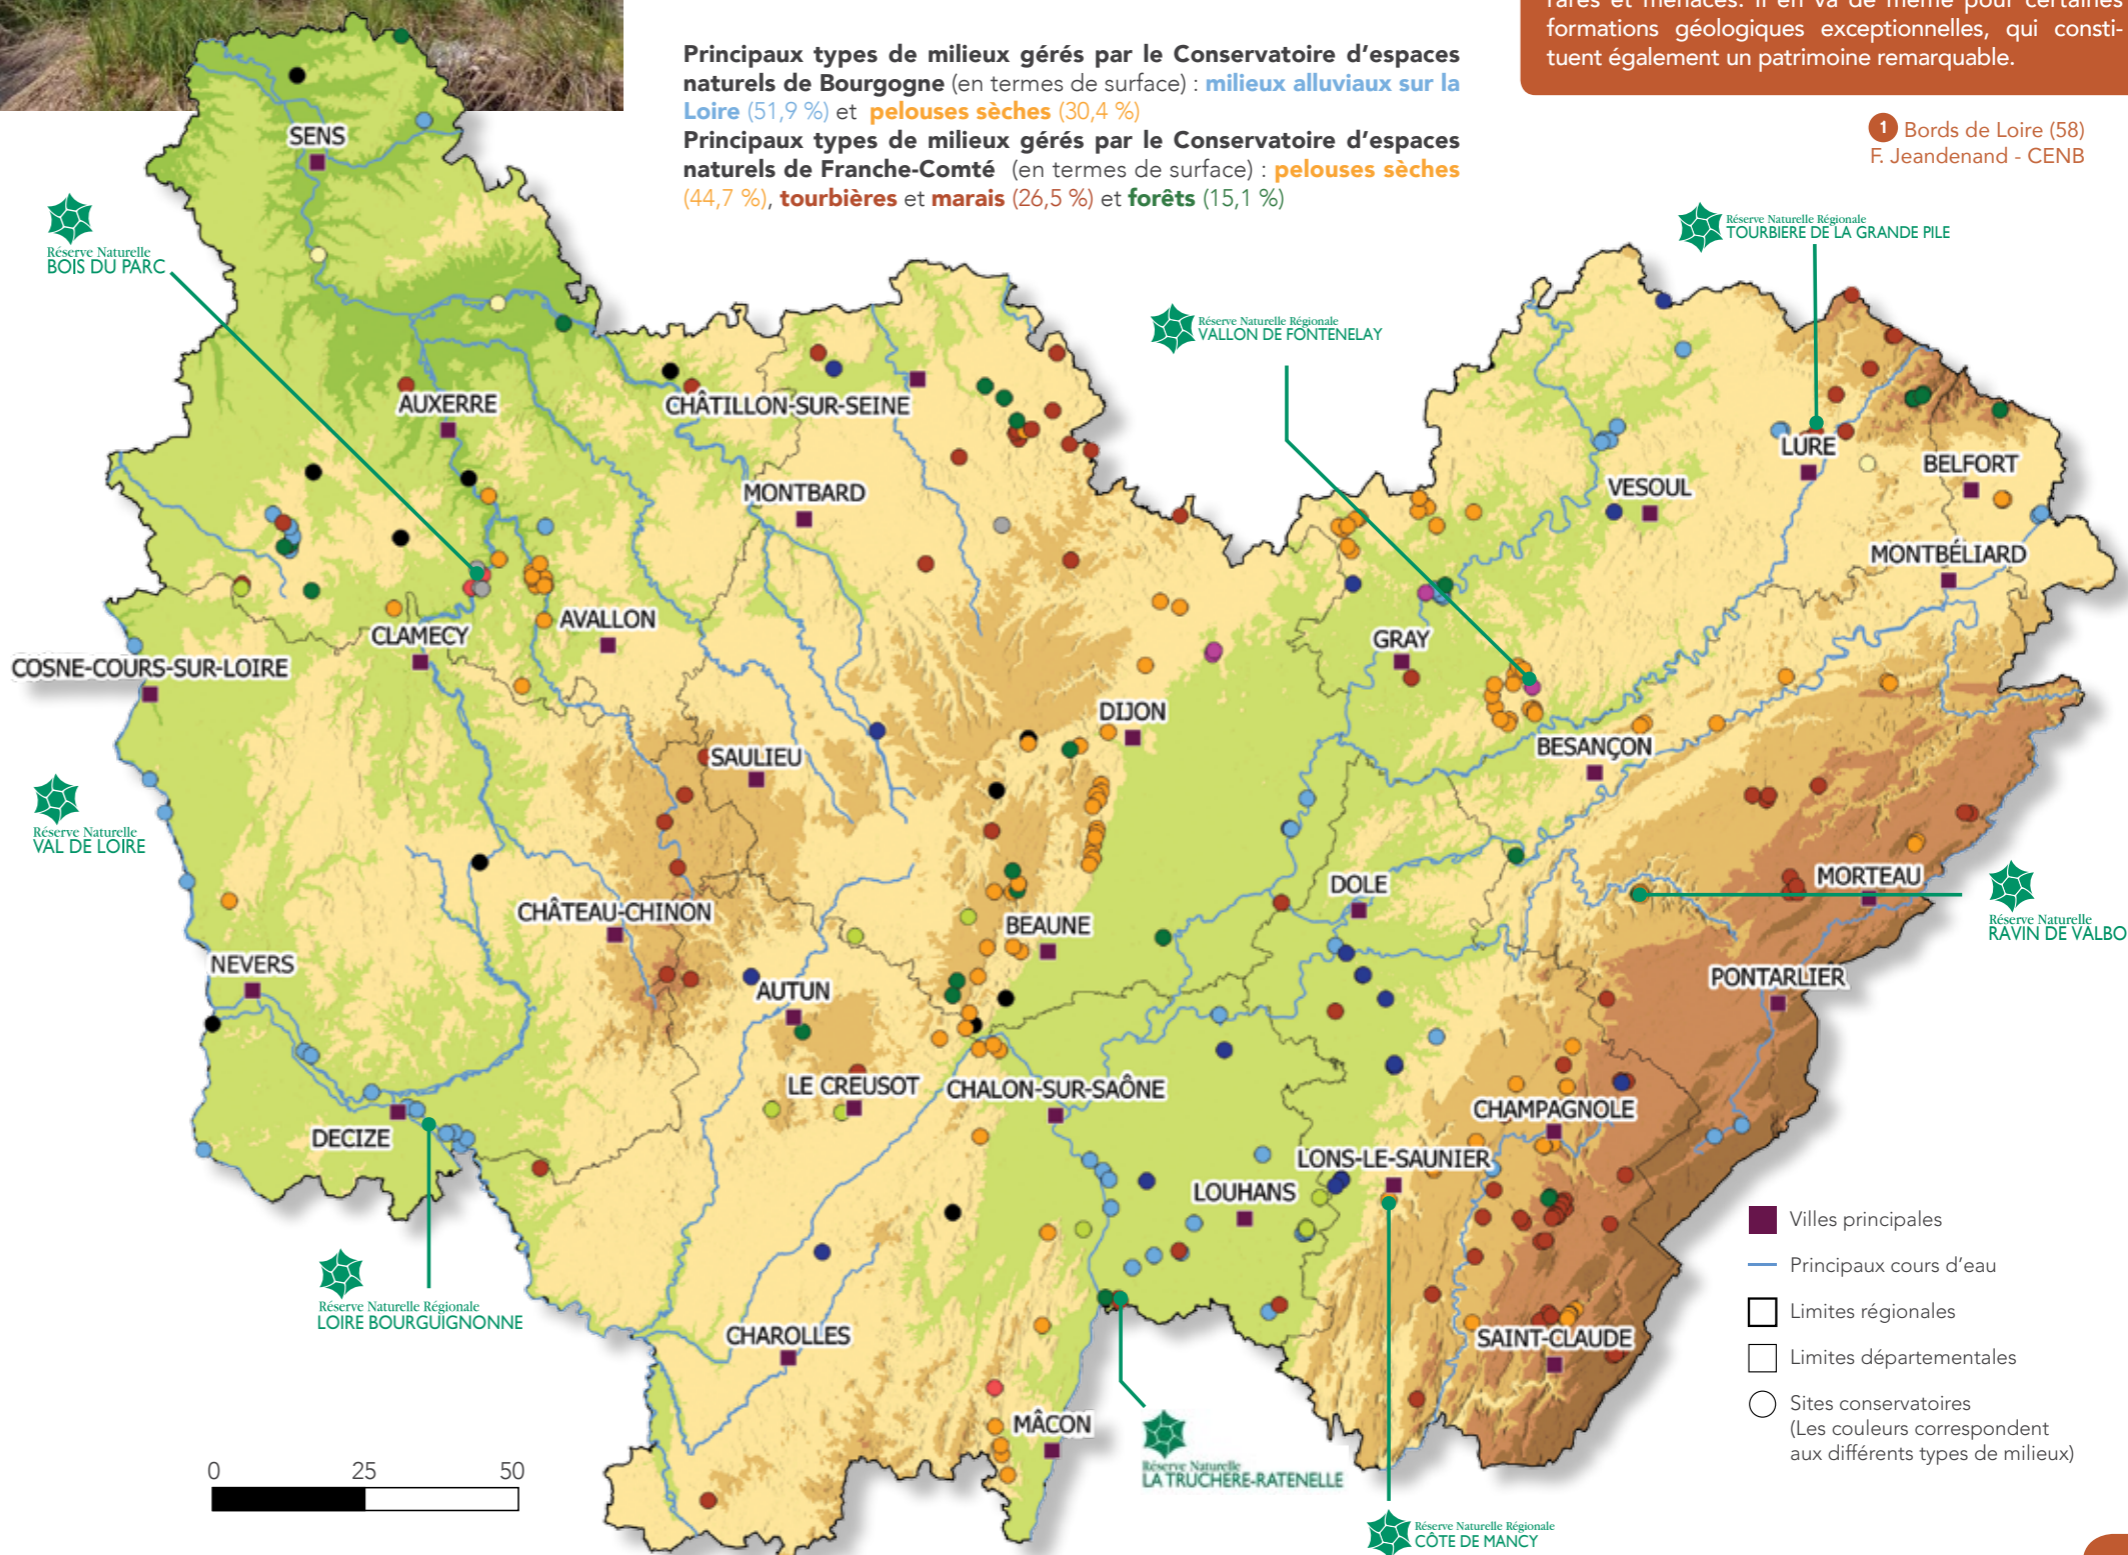 Principaux types de milieux gérés par le Conservatoire d'espaces
naturels de Bourgogne (en termes de surface) : milieux alluviaux sur la
Loire (51,9 %) et pelouses sèches (30,4 %)
Principaux types de milieux gérés par le Conservatoire d'espaces
naturels de Franche-Comté (en termes de surface) : pelouses sèches
(44,7 %), tourbières et marais (26,5 %) et forêts (15,1 %)
rares et menacés. Il en va de même pour certaines
formations géologiques exceptionnelles, qui consti-
tuent également un patrimoine remarquable.
1 Bords de Loire (58)
F. Jeandenand - CENB
SENS
Réserve Naturelle
BOIS DU PARC
Réserve Naturelle Régionale
TOURBIERE DE LA GRANDE PILE
Réserve Naturelle Régionale
VALLON DE FONTENELAY
AUXERRE
CHÂTILLON-SUR-SEINE
LURE
BELFORT
MONTBARD
VESOUL
MONTBÉLIARD
CLAMECY
AVALLON
GRAY
COSNE-COURS-SUR-LOIRE
DIJON
SAULIEU
BESANÇON
Réserve Naturelle
VAL DE LOIRE
DOLE
MORTEAU
CHÂTEAU-CHINON
BEAUNE
Réserve Naturelle
RAVIN DE VALBO
NEVERS
AUTUN
PONTARLIER
LE CREUSOT
CHALON-SUR-SAÔNE
CHAMPAGNOLE
DECIZE
LONS-LE-SAUNIER
LOUHANS
Réserve Naturelle Régionale
LOIRE BOURGUIGNONNE
CHAROLLES
SAINT-CLAUDE
MÂCON
Réserve Naturelle
LA TRUCHERE-RATENELLE
Réserve Naturelle Régionale
CÔTE DE MANCY
Villes principales
Principaux cours d'eau
Limites régionales
Limites départementales
Sites conservatoires
(Les couleurs correspondent
aux différents types de milieu)
0 25 50